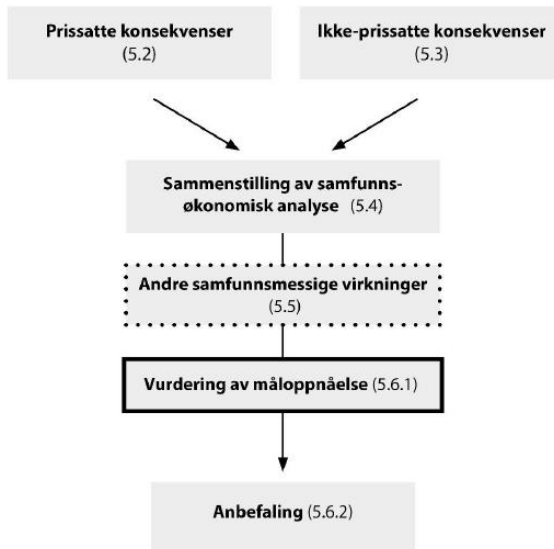 Prissatte konsekvenser
(5.2)
Ikke-prissatte konsekvenser
(5.3)
Sammenstilling av samfunns-
økonomisk analyse (5.4)
Andre samfunnsmessige virkninger
(5.5)
Vurdering av måloppnåelse (5.6.1)
Anbefaling (5.6.2)